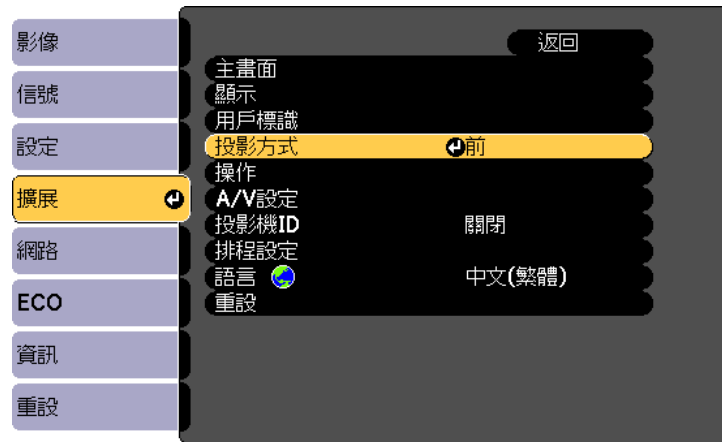 影像
信號
設定
擴展
網路
ECO
資訊
重設
返回
主畫面
顯示
用戶標識
投影方式 前
操作
A/V設定
投影機ID 關閉
排程設定
語言 中文(繁體)
重設